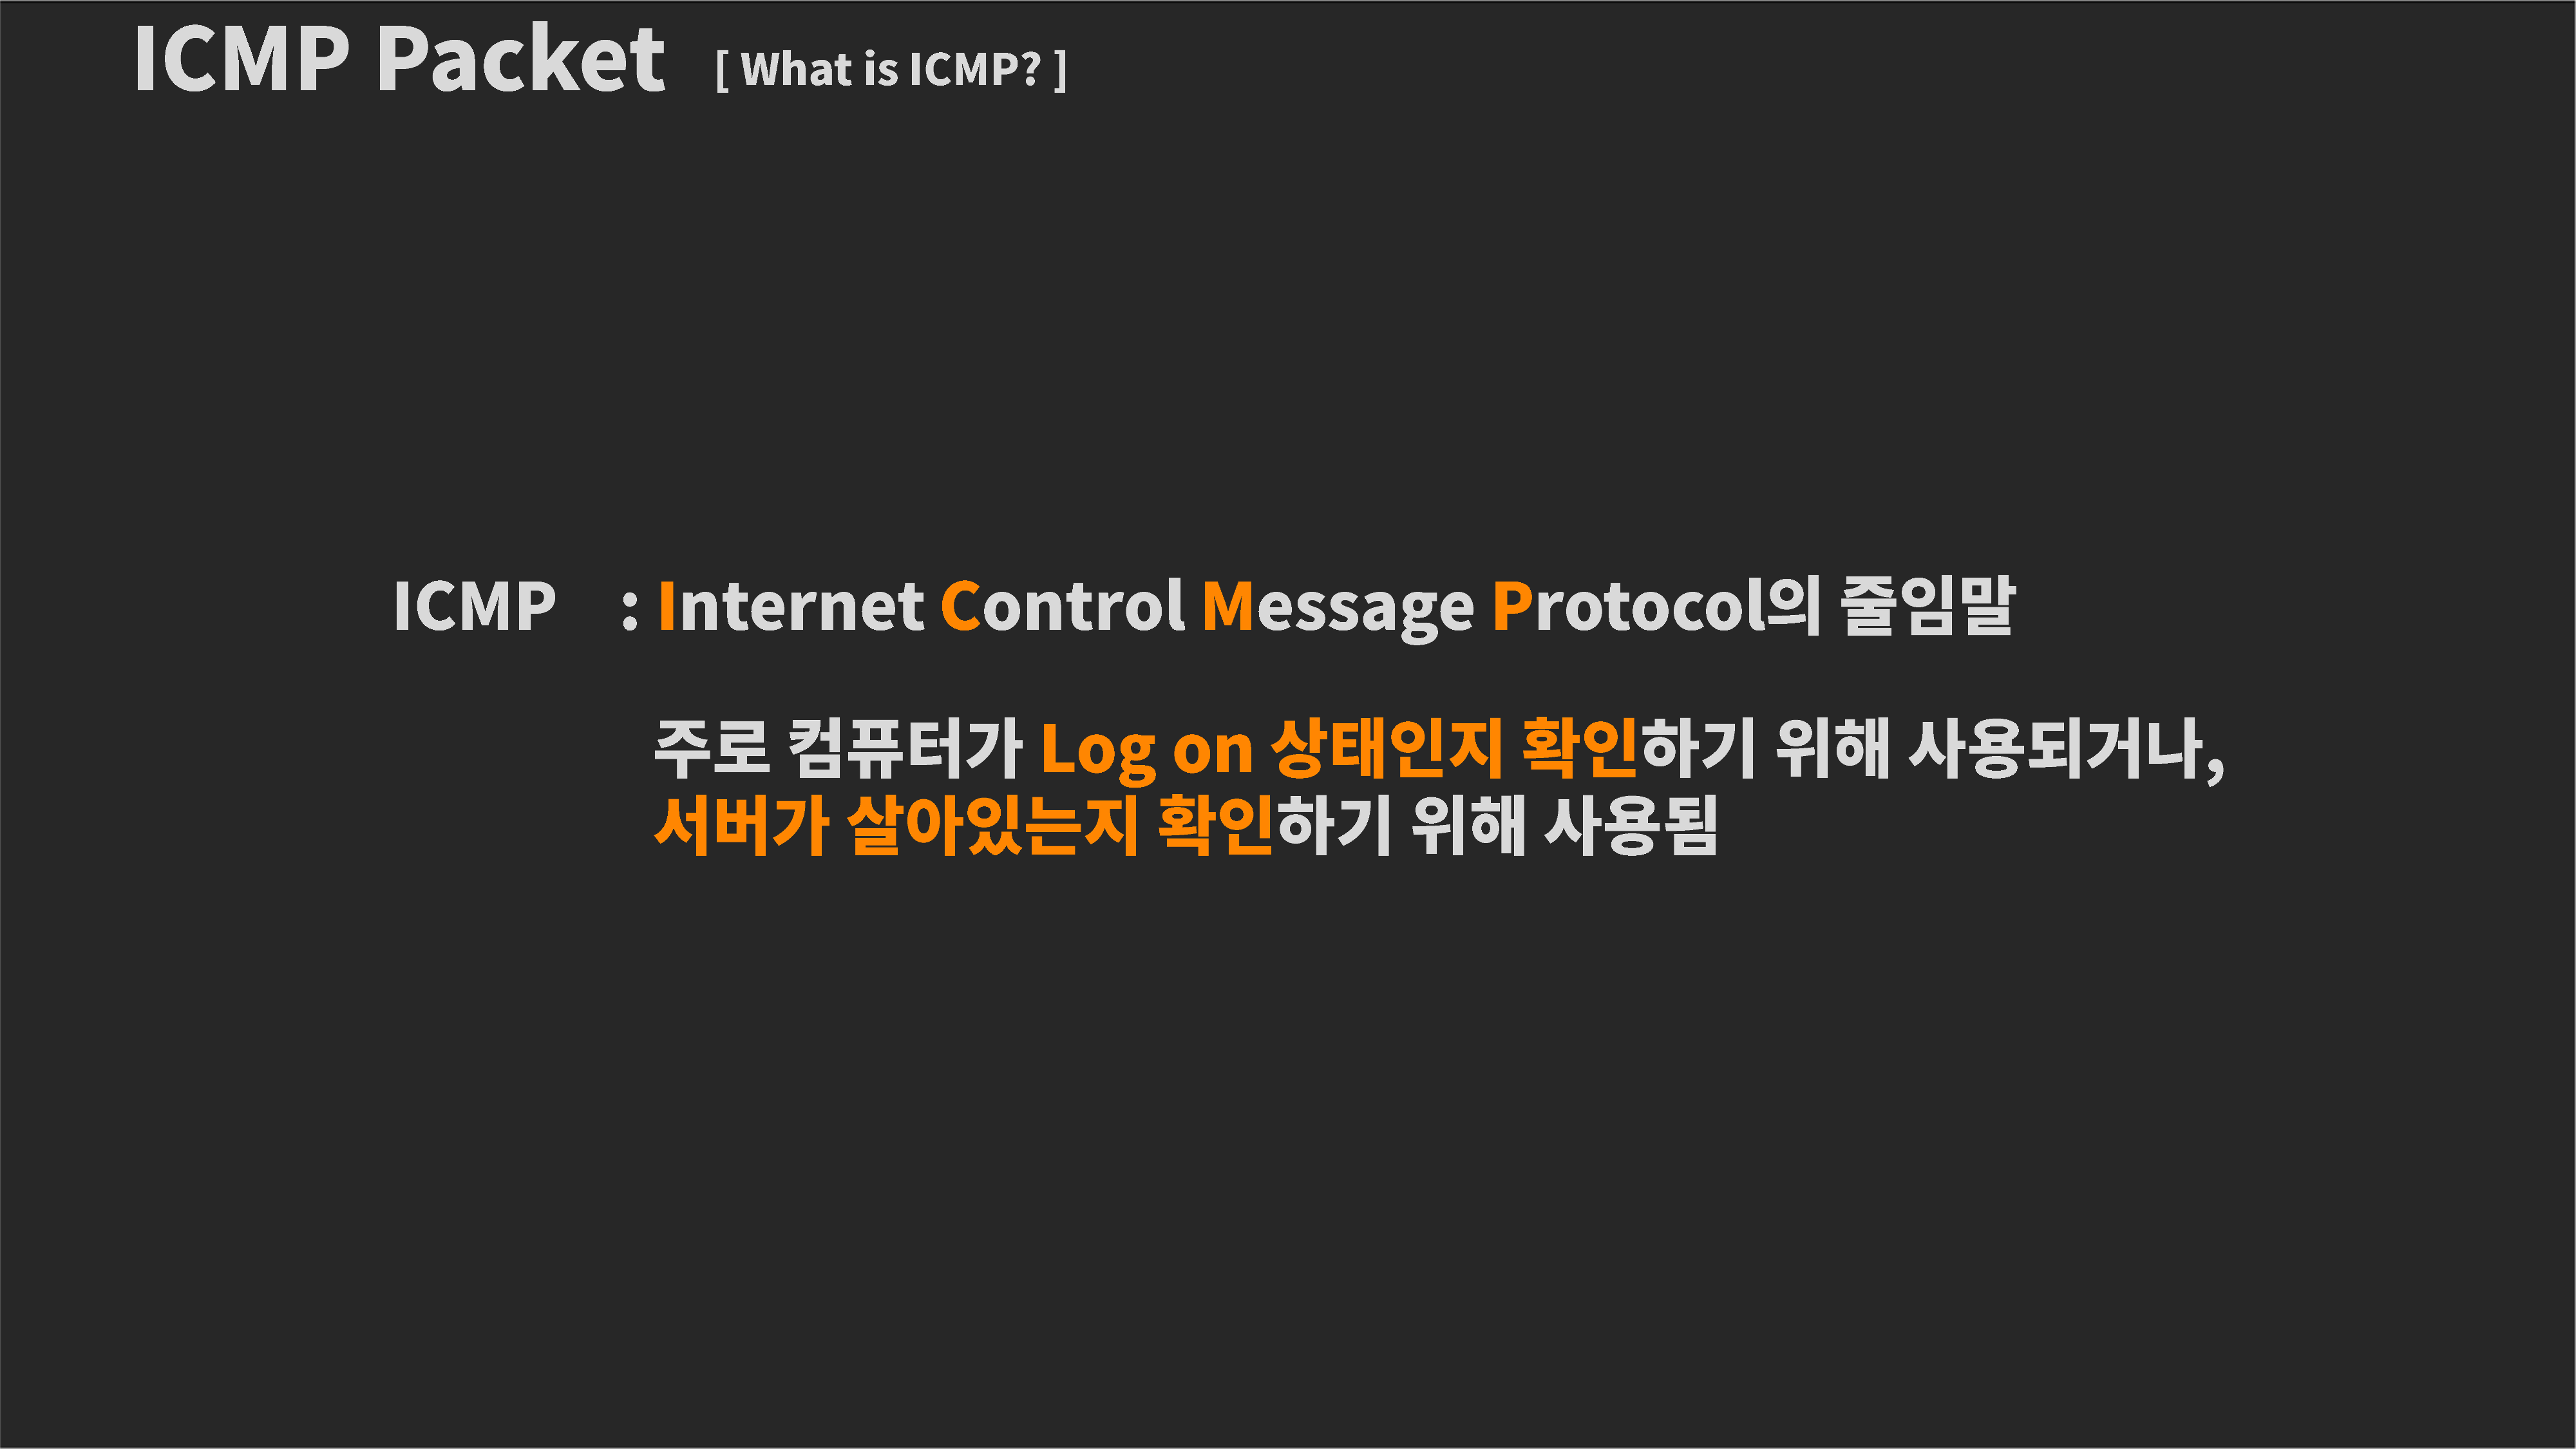 ICMP Packet [ What is ICMP? ]
ICMP : Internet Control Message Protocol의 줄임말
주로 컴퓨터가 Log on 상태인지 확인하기 위해 사용되거나,
서버가 살아있는지 확인하기 위해 사용됨